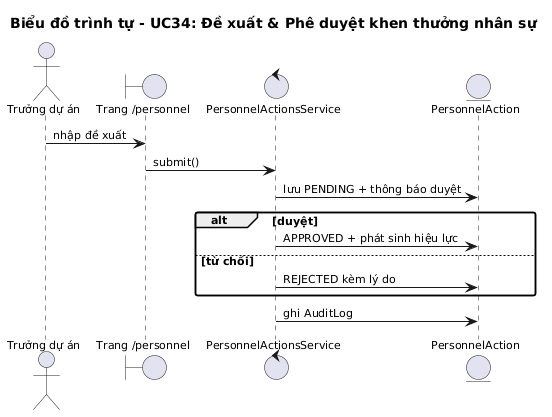 Biểu đồ trình tự - UC34: Đề xuất & Phê duyệt khen thưởng nhân sự
Trưởng dự án
Trang /personnel
PersonnelActionsService
PersonnelAction
nhập đề xuất
submit()
lưu PENDING + thông báo duyệt
alt
[duyệt]
APPROVED + phát sinh hiệu lực
[từ chối]
REJECTED kèm lý do
ghi AuditLog
Trưởng dự án
Trang /personnel
PersonnelActionsService
PersonnelAction